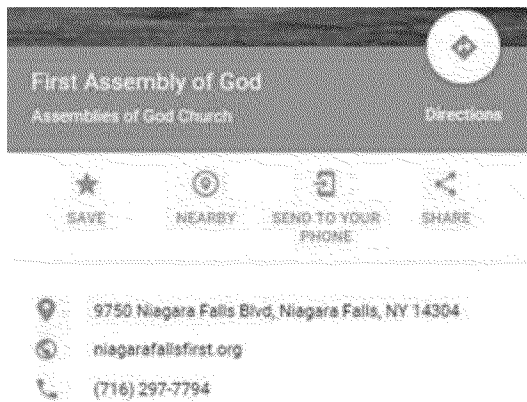 First Assembly of God
Assemblies of God Church
Directions
SAVE
NEARBY
SEND TO YOUR PHONE
SHARE
9750 Niagara Falls Blvd, Niagara Falls, NY 14304
niagarafallsfirst.org
(716) 297-7794